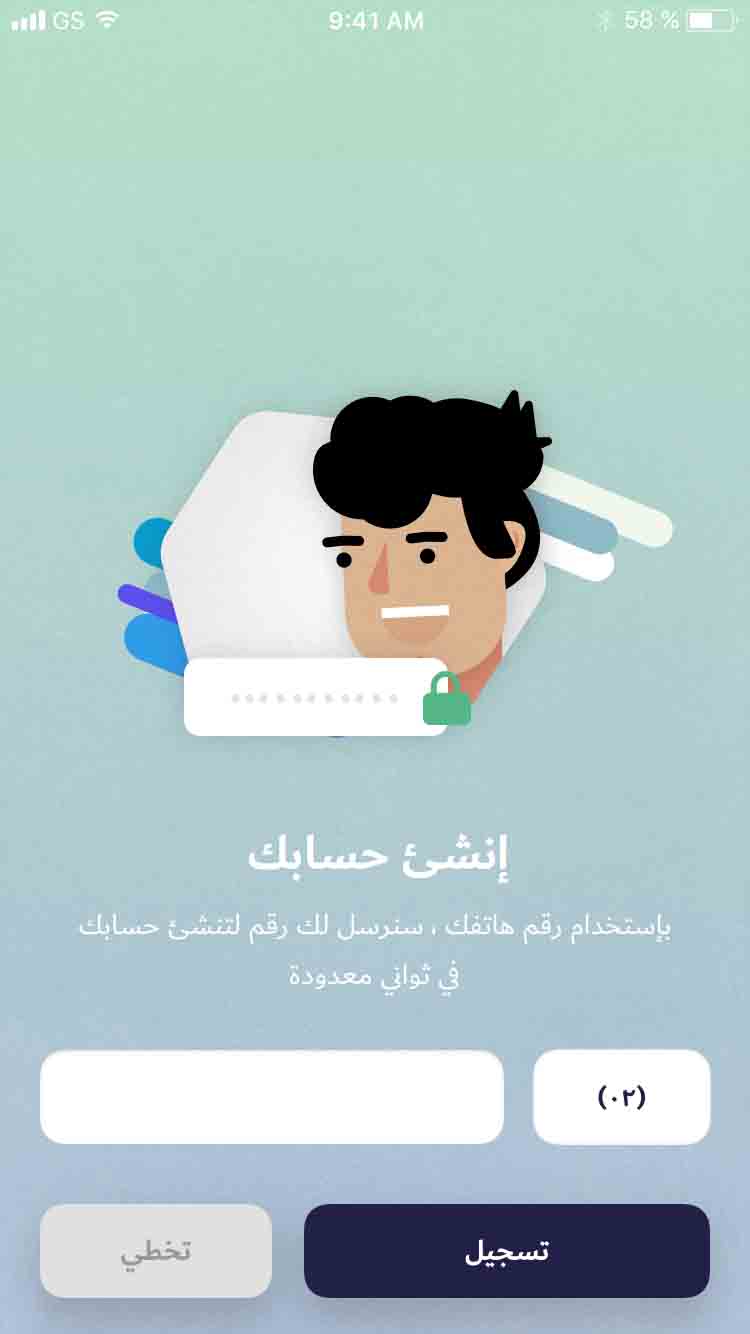 GS 9:41 AM 58 %
إنشئ حسابك
بإستخدام رقم هاتفك ، سنرسل لك رقم لتنشئ حسابك
في ثواني معدودة
(٠٢)
تسجيل تخطي